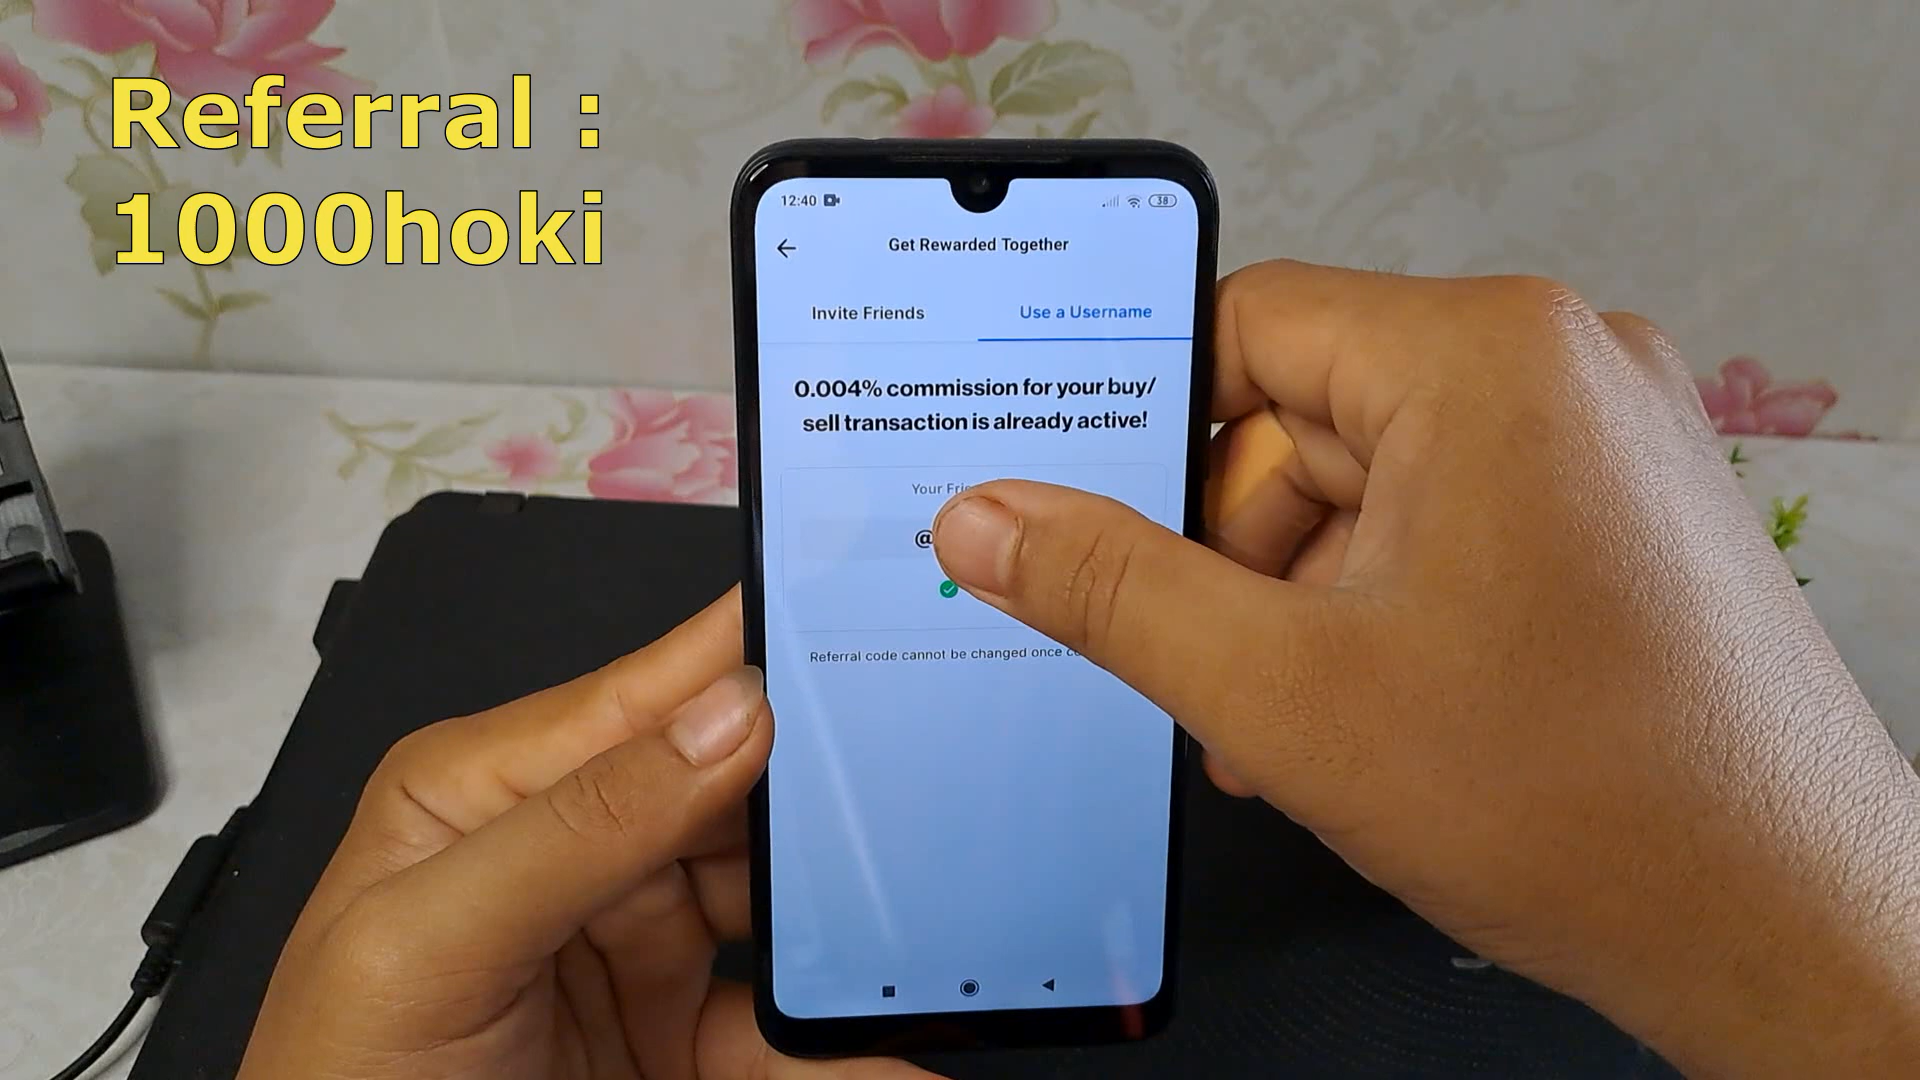 Referral :
1000hoki
12:40
38
Get Rewarded Together
Invite Friends
Use a Username
0.004% commission for your buy/
sell transaction is already active!
Your
@
Referral code cannot be changed once